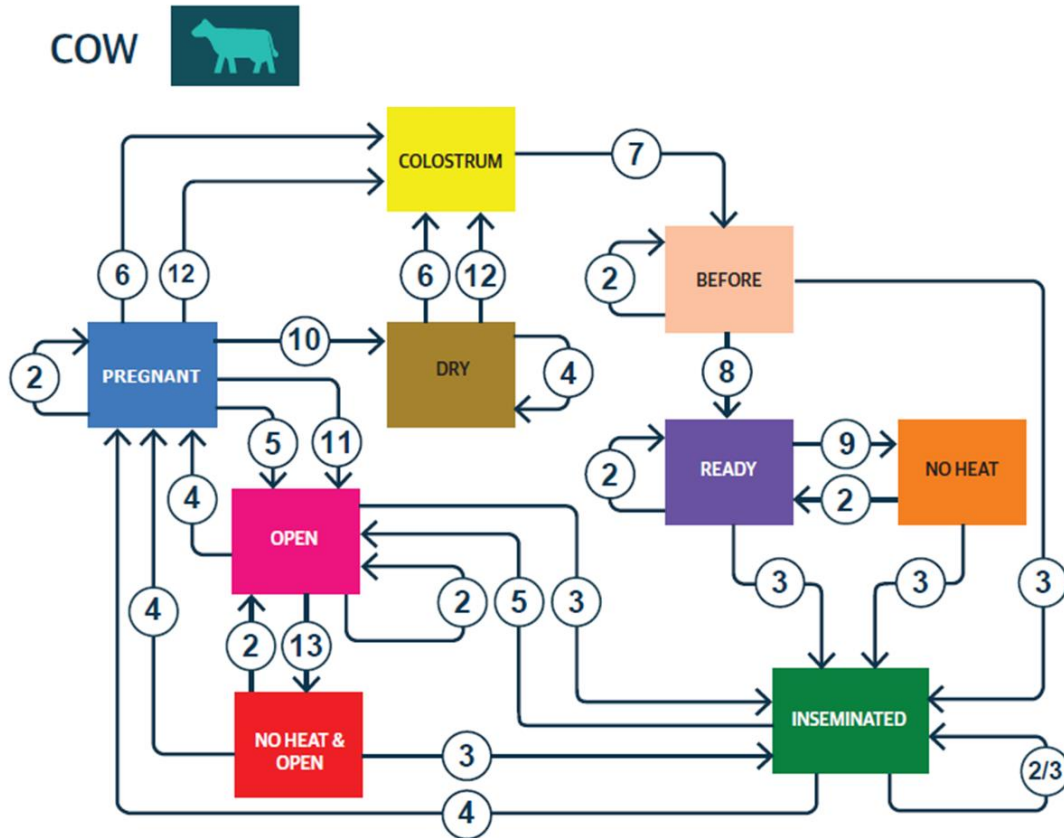 COW
COLOSTRUM
7
6
12
6
12
2
BEFORE
10
8
2
PREGNANT
DRY
4
5
11
2
READY
9
NO HEAT
2
4
OPEN
3
3
2
5
3
3
4
2
13
NO HEAT &
OPEN
INSEMINATED
3
2/3
4